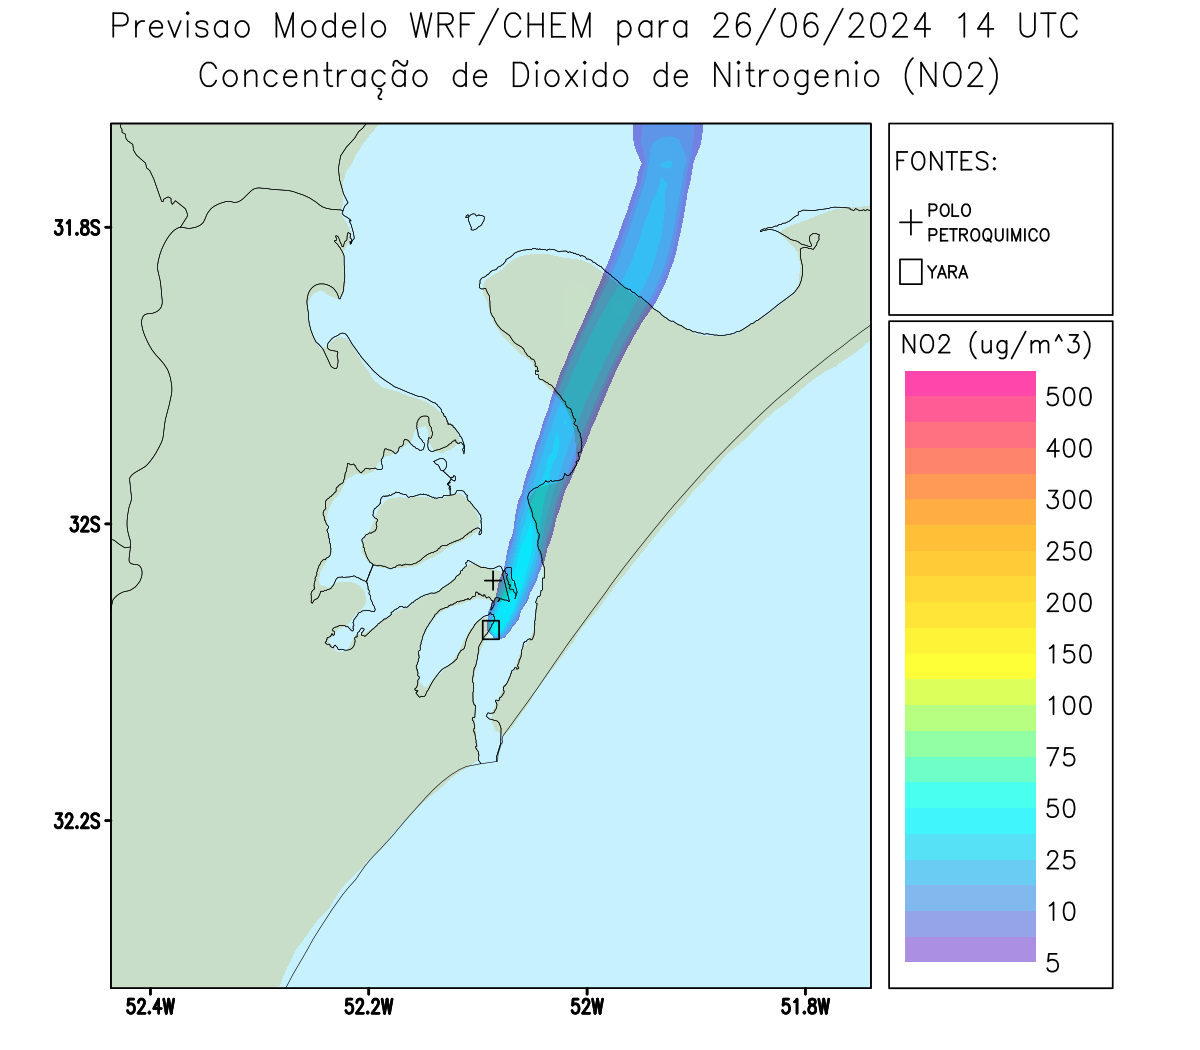 Previsao Modelo WRF/CHEM para 26/06/2024 14 UTC
Concentração de Dioxido de Nitrogenio (NO2)
FONTES:
POLO
PETROQUIMICO
YARA
NO2 (ug/m^3)
500
400
300
250
200
150
100
75
50
25
10
5
31.8S
32S
32.2S
52.4W
52.2W
52W
51.8W